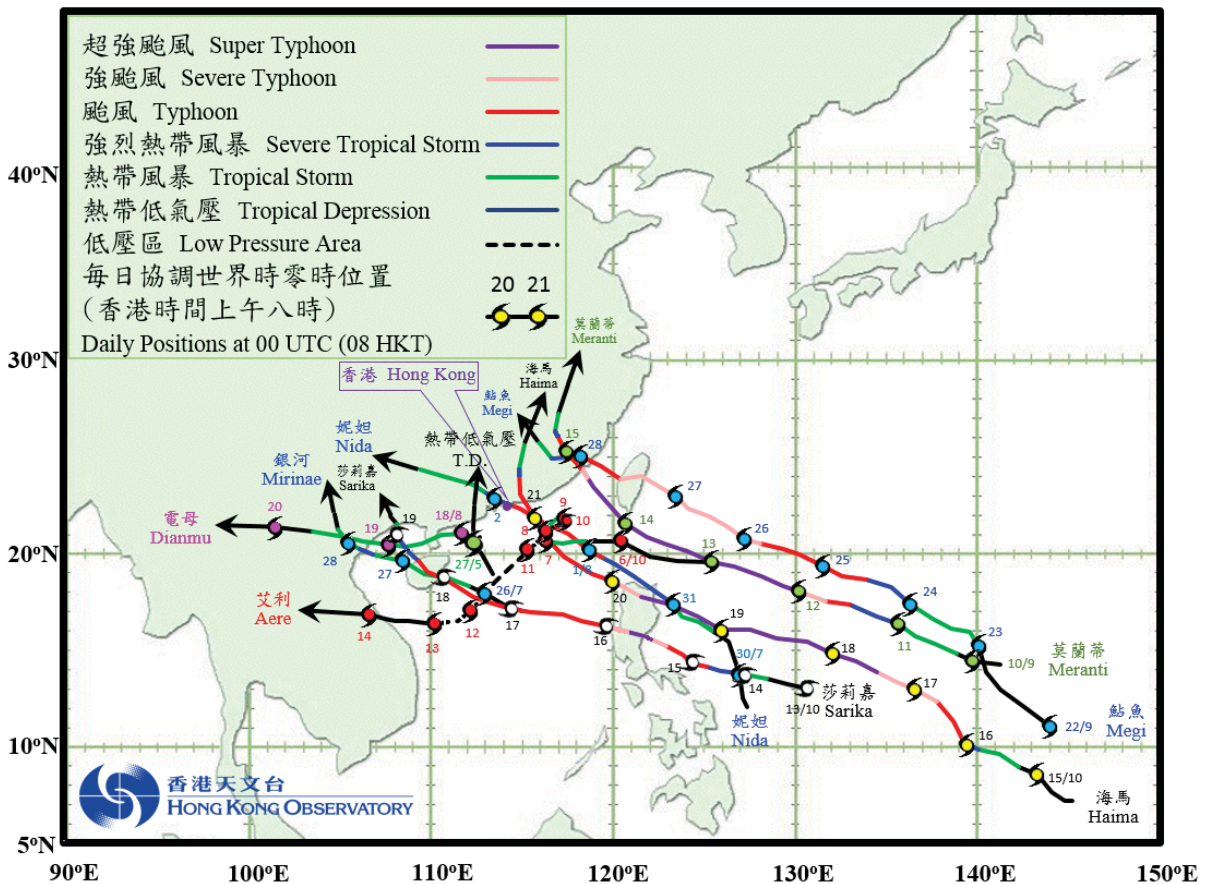 超強颱風 Super Typhoon
強颱風 Severe Typhoon
颱風 Typhoon
強烈熱帶風暴 Severe Tropical Storm
熱帶風暴 Tropical Storm
熱帶低氣壓 Tropical Depression
低壓區 Low Pressure Area
每日協調世界時零時位置
20 21
(香港時間上午八時)
Daily Positions at 00 UTC (08 HKT)
香港 Hong Kong
莫蘭蒂
Meranti
海馬
Haima
鮎魚
Megi
熱帶低氣壓
T.D.
妮妲
Nida
銀河
Mirinae
莎莉嘉
Sarika
電母
Dianmu
艾利
Aere
20
19
19
18/8
27/5
28
27
26/7
18
17
14
13
12
11
2
21
8
9
10
7
6/10
1/8
20
16
15
28
15
14
27
26
25
24
23
13
12
11
10/9
31
19
30/7
14
13/10
18
17
16
15/10
22/9
莎莉嘉
Sarika
妮妲
Nida
莫蘭蒂
Meranti
鮎魚
Megi
海馬
Haima
香港天文台
HONG KONG OBSERVATORY
40ºN
30ºN
20ºN
10ºN
5ºN
90ºE
100ºE
110ºE
120ºE
130ºE
140ºE
150ºE